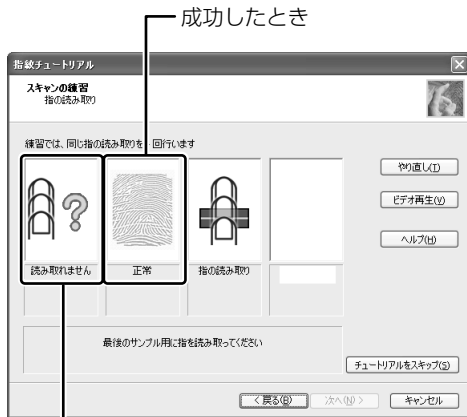 成功したとき
指紋チュートリアル
スキャンの練習
指の読み取り
練習では、同じ指の読み取りを 回行います
やり直し(I)
ビデオ再生(V)
ヘルプ(H)
読み取れません
正常
指の読み取り
最後のサンプル用に指を読み取ってください
チュートリアルをスキップ(S)
< 戻る(B)
次へ(N) >
キャンセル